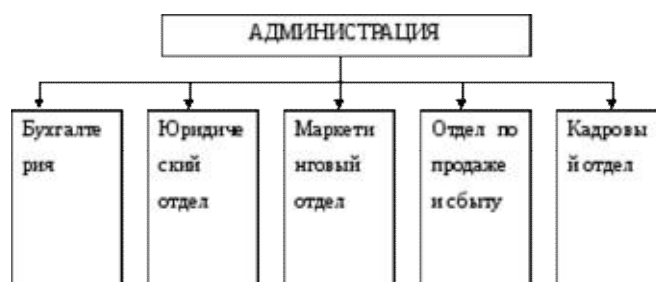 АДМИНИСТРАЦИЯ
Бухгалте
рия
Юридиче
ский
отдел
Маркети
нговый
отдел
Отдел по
продаже
и сбыту
Кадровы
й отдел